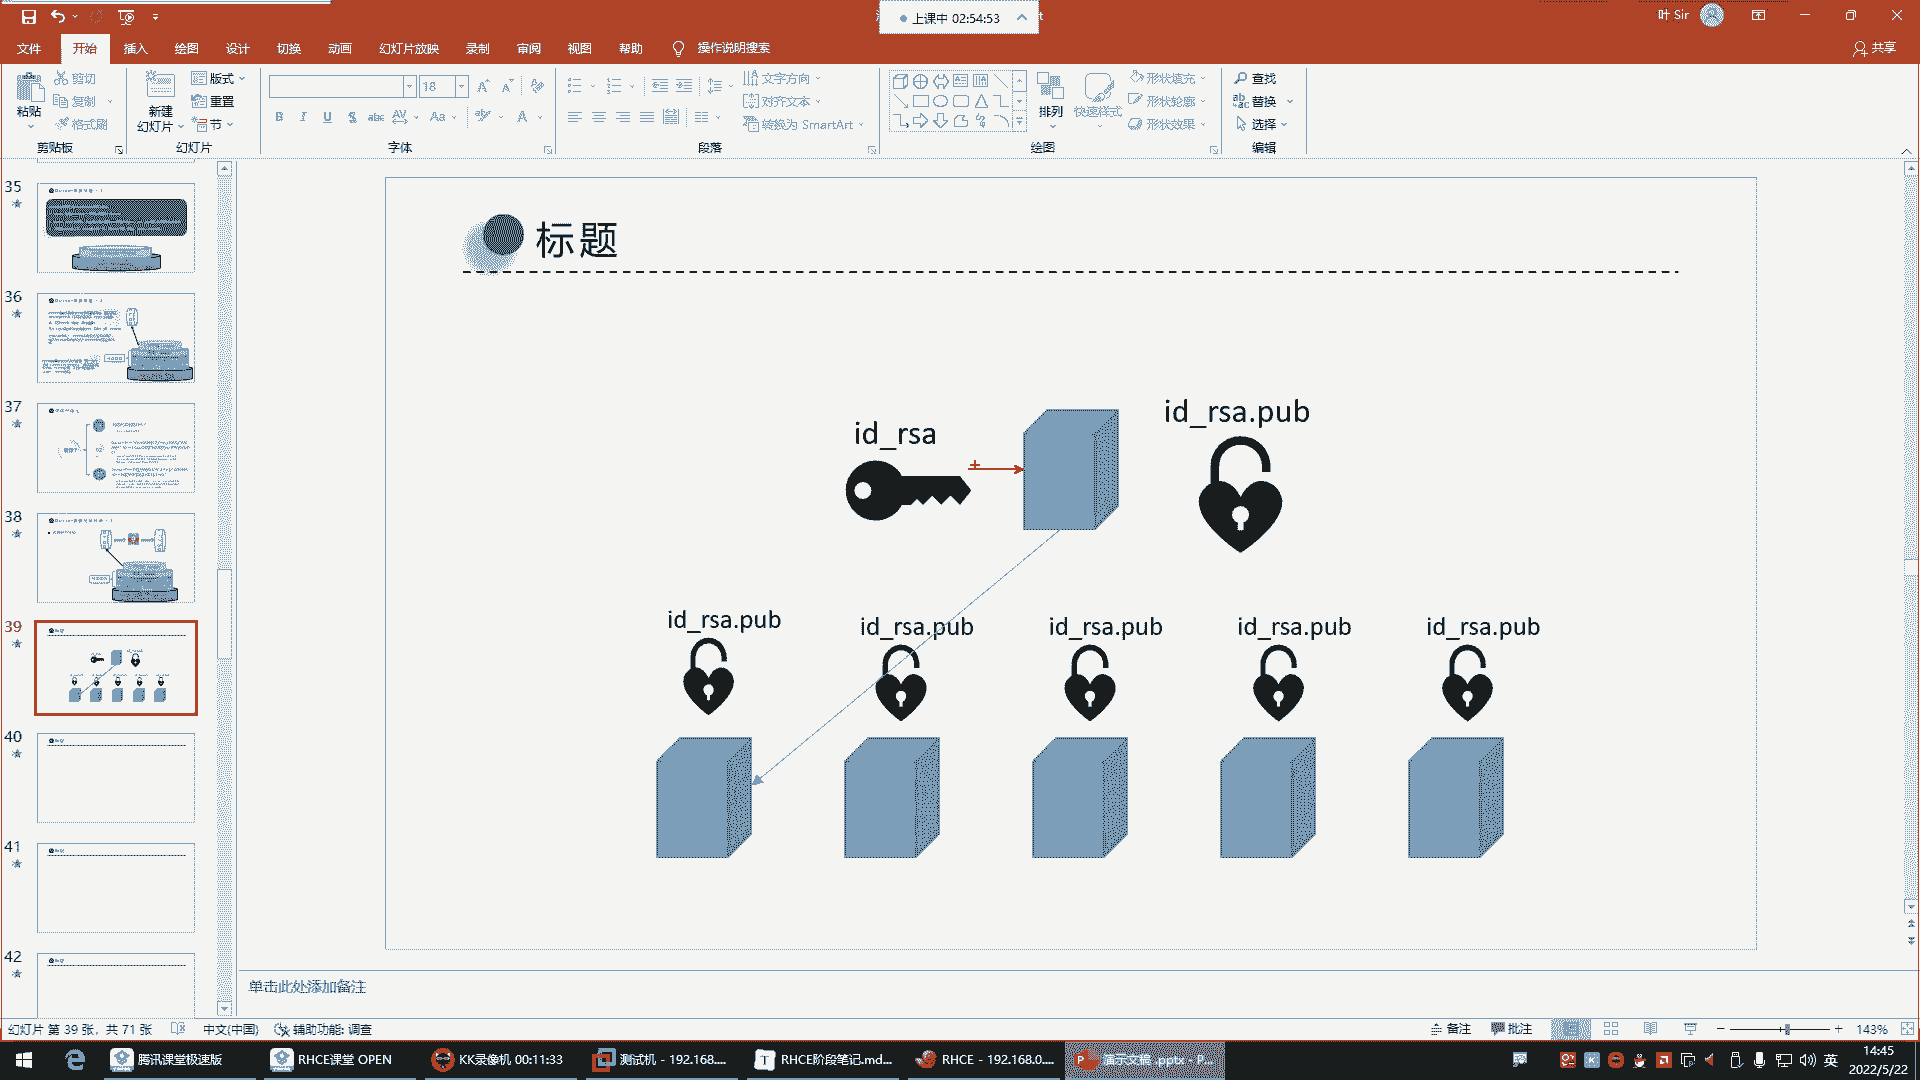 上课中 02:54:53
叶 Sir
文件 开始 插入 绘图 设计 切换 动画 幻灯片放映 录制 审阅 视图 帮助 操作说明搜索
共享
粘贴
剪切
复制
格式刷
剪贴板
新建
幻灯片
版式
重置
节
幻灯片
18
B I U S abc AV Aa A
字体
文字方向
对齐文本
转换为 SmartArt
段落
排列
快速样式
形状填充
形状轮廓
形状效果
绘图
查找
替换
选择
编辑
35
36
37
38
39
40
41
42
标题
id_rsa
id_rsa.pub
id_rsa.pub
id_rsa.pub
id_rsa.pub
id_rsa.pub
id_rsa.pub
单击此处添加备注
幻灯片 第 39 张，共 71 张 中文(中国) 辅助功能: 调查
备注 批注 143%
腾讯课堂极速版
RHCE课堂 OPEN
KK录像机 00:11:33
测试机 - 192.168....
RHCE阶段笔记.md...
RHCE - 192.168.0....
演示文稿 .pptx - P...
英
14:45
2022/5/22